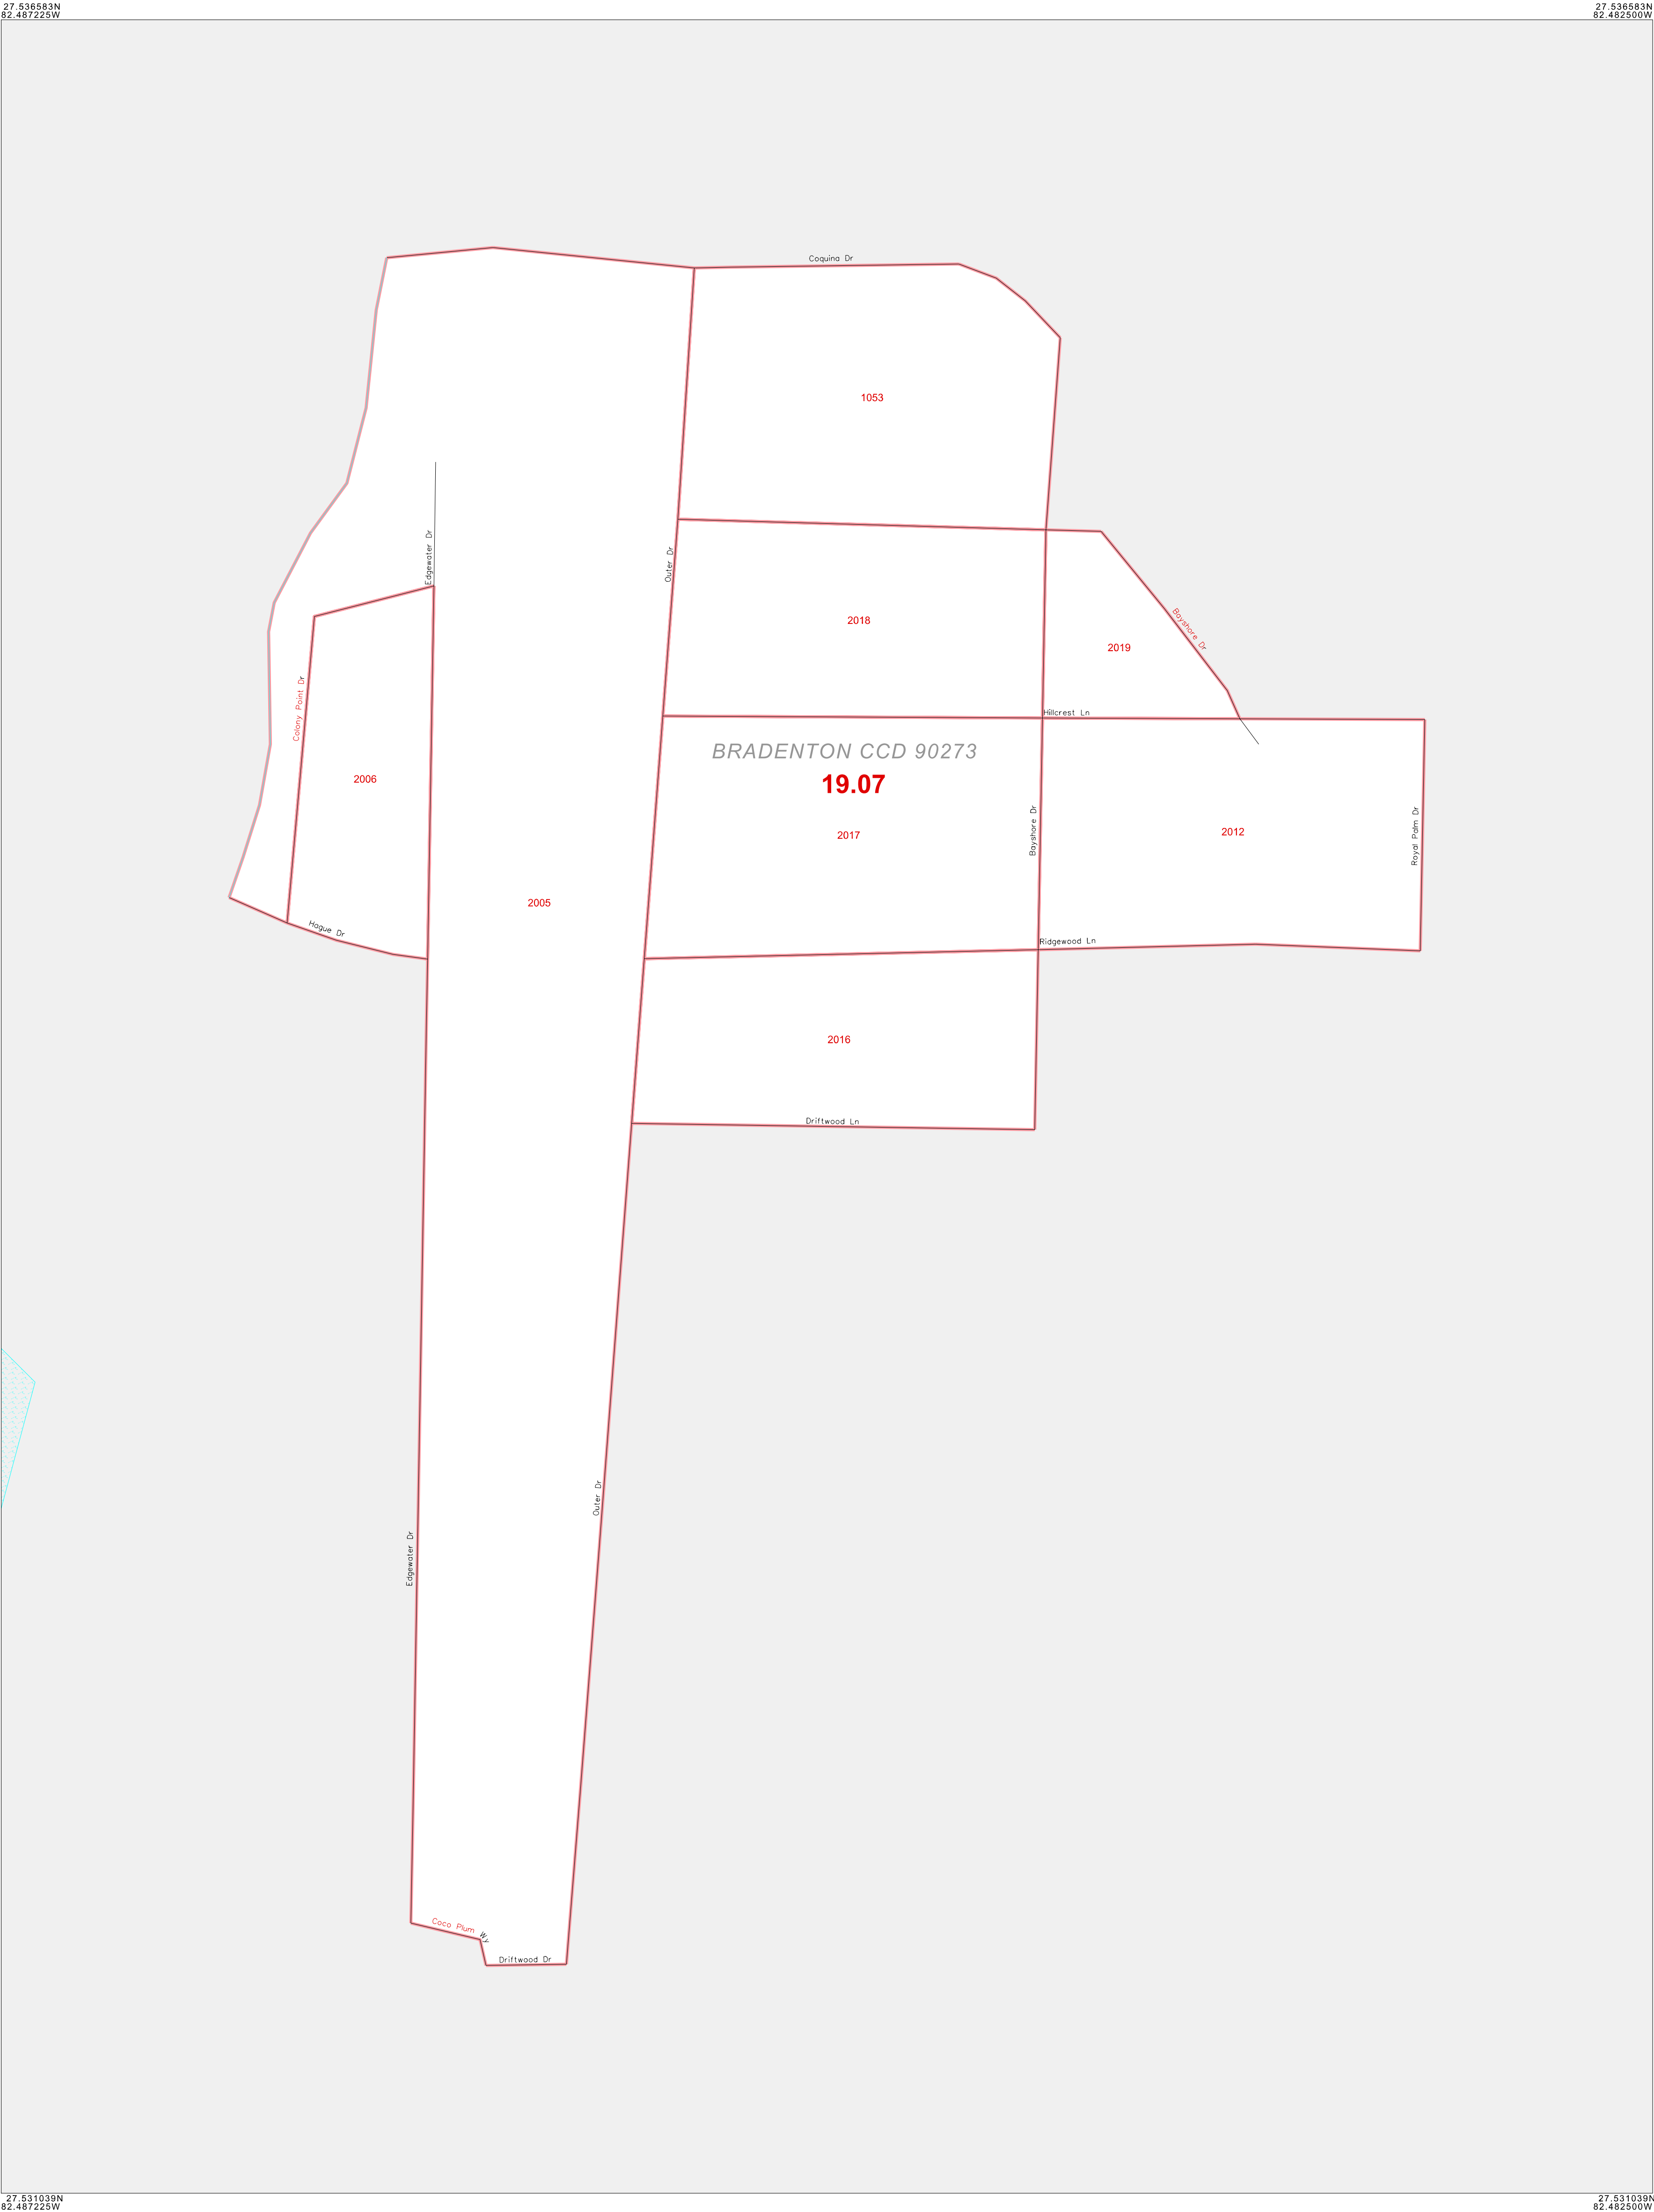 27.536583N
82.487225W
27.536583N
82.482500W
Coquina Dr
1053
Edgewater Dr
Outer Dr
2018
Bayshore Dr
2019
Colony Point Dr
Hillcrest Ln
BRADENTON CCD 90273
19.07
2006
2017
Bayshore Dr
2012
Royal Palm Dr
2005
Hague Dr
Ridgewood Ln
2016
Driftwood Ln
Outer Dr
Edgewater Dr
Coco Plum Wy
Driftwood Dr
27.531039N
82.487225W
27.531039N
82.482500W